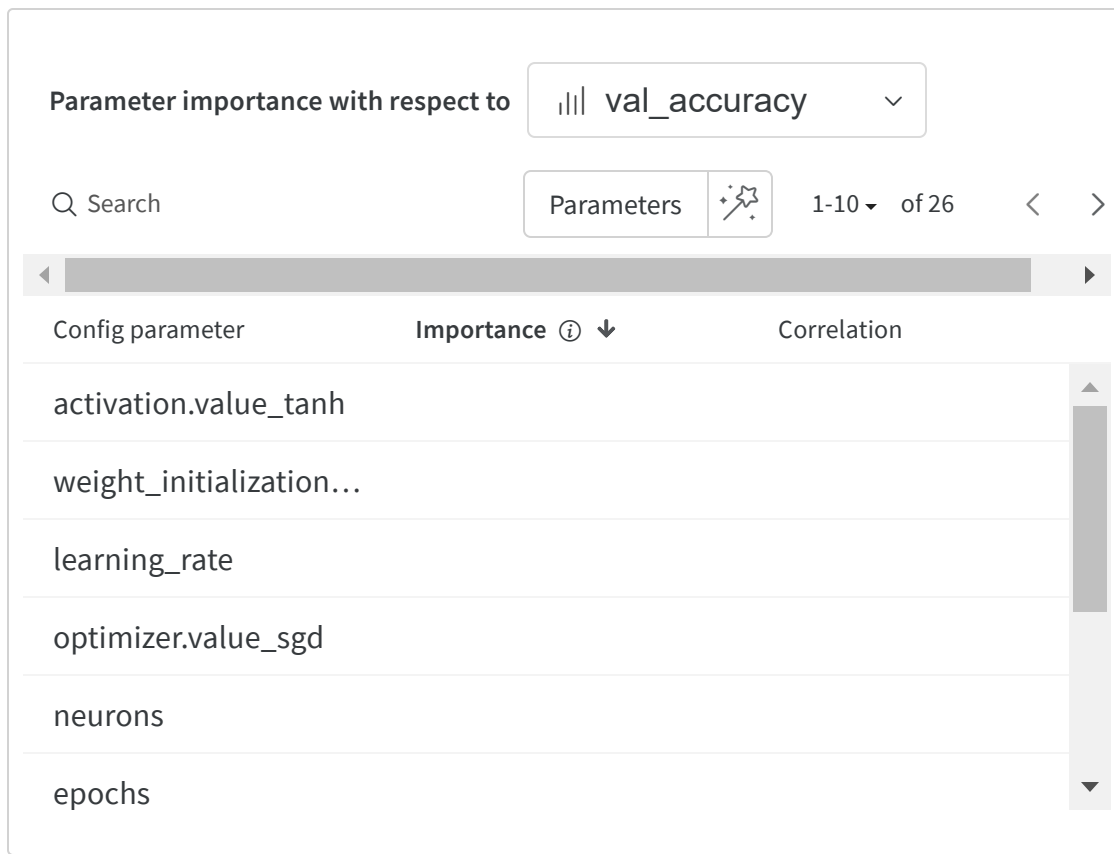 Parameter importance with respect to val_accuracy
Search Parameters 1-10 of 26
Config parameter Importance Correlation
activation.value_tanh
weight_initialization…
learning_rate
optimizer.value_sgd
neurons
epochs